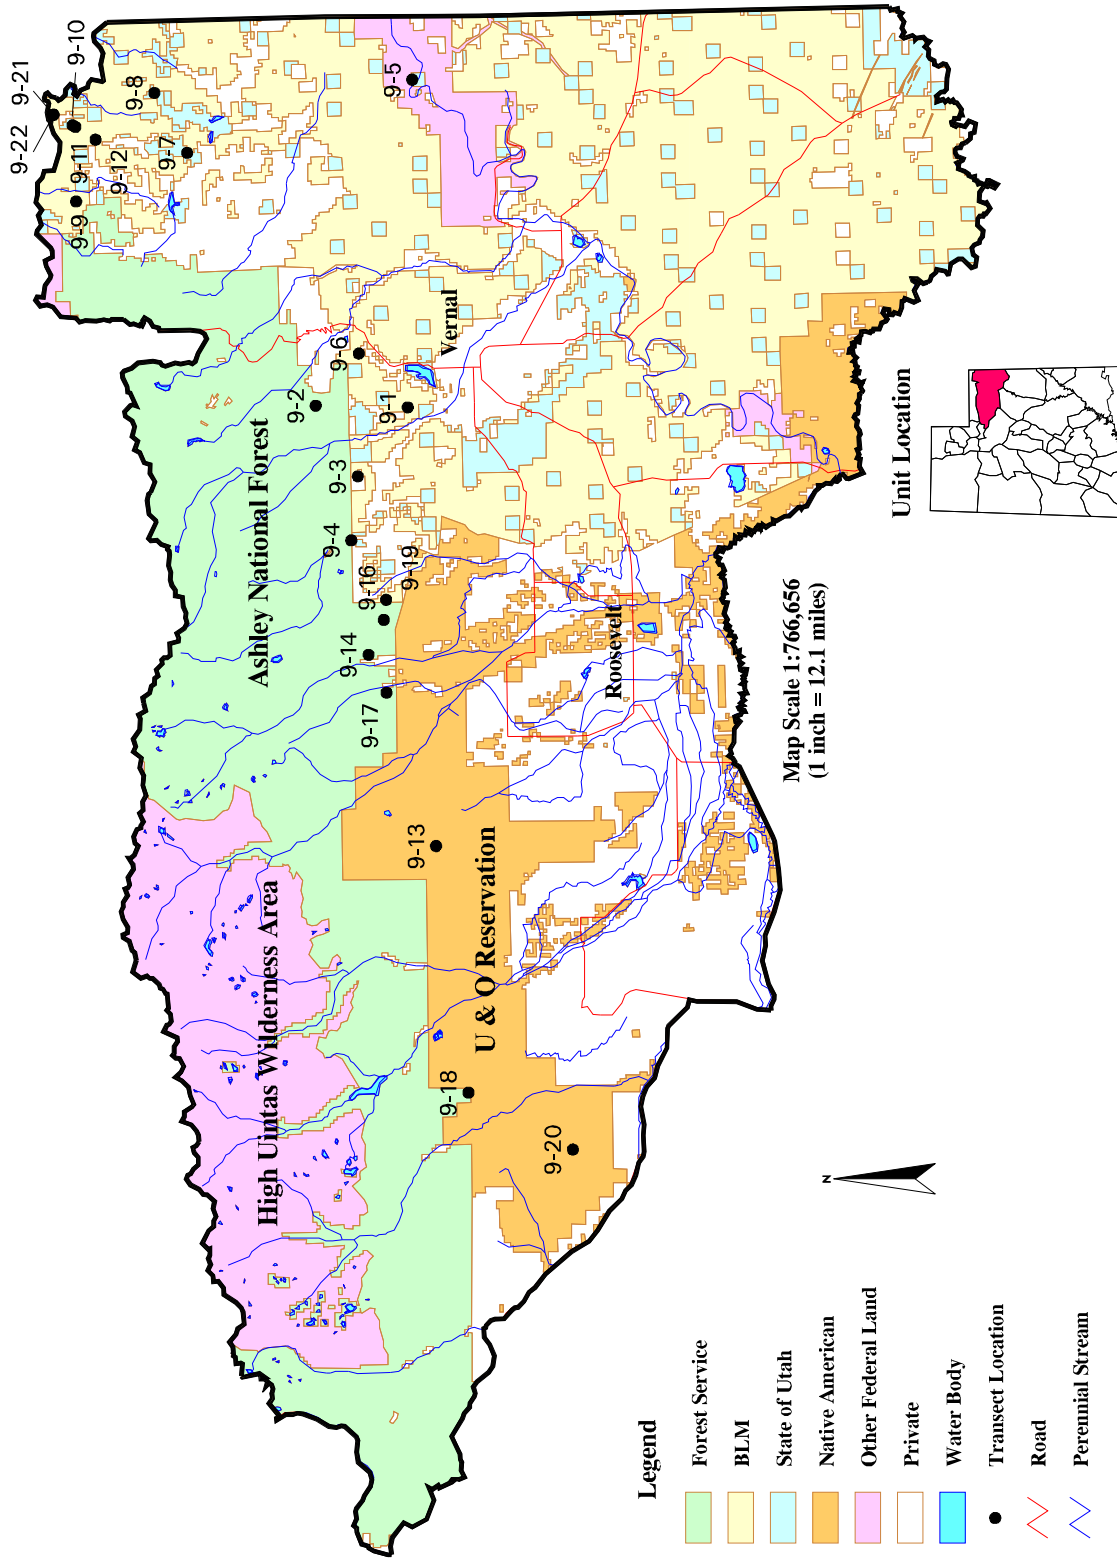 High Uintas Wilderness Area
Ashley National Forest
U & O Reservation
Vernal
Roosevelt
9-18
9-20
9-13
9-17
9-14
9-16
9-19
9-4
9-3
9-2
9-1
9-6
9-9
9-11
9-12
9-7
9-8
9-22
9-21
9-10
9-5
Legend
Forest Service
BLM
State of Utah
Native American
Other Federal Land
Private
Water Body
Transect Location
Road
Perennial Stream
N
Map Scale 1:766,656
(1 inch = 12.1 miles)
Unit Location